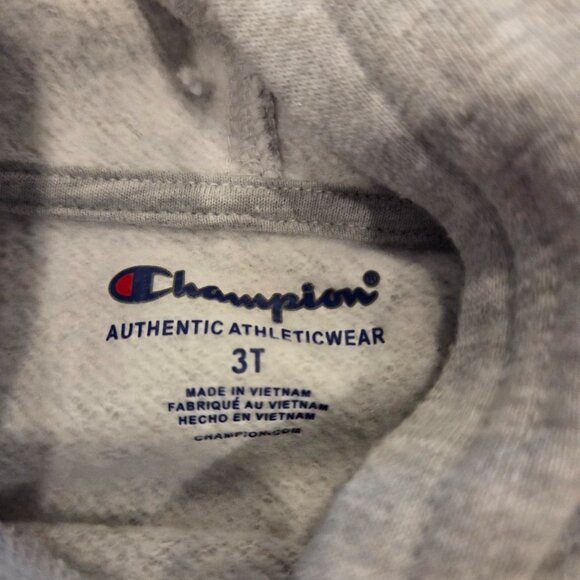 Champion®
AUTHENTIC ATHLETICWEAR
3T
MADE IN VIETNAM
FABRIQUÉ AU VIETNAM
HECHO EN VIETNAM
CHAMPION.COM